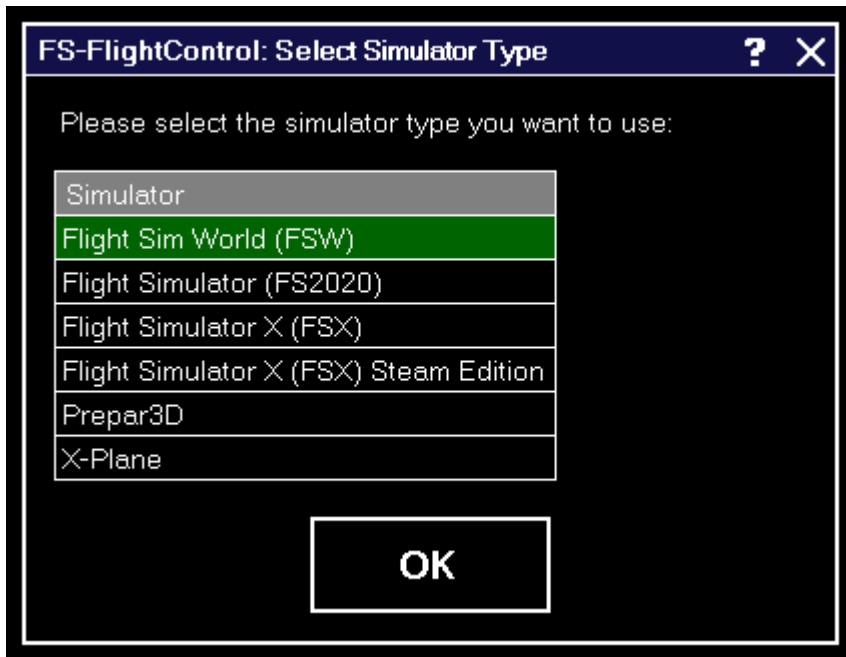 FS-FlightControl: Select Simulator Type ? X
Please select the simulator type you want to use:
Simulator
Flight Sim World (FSW)
Flight Simulator (FS2020)
Flight Simulator X (FSX)
Flight Simulator X (FSX) Steam Edition
Prepar3D
X-Plane
OK